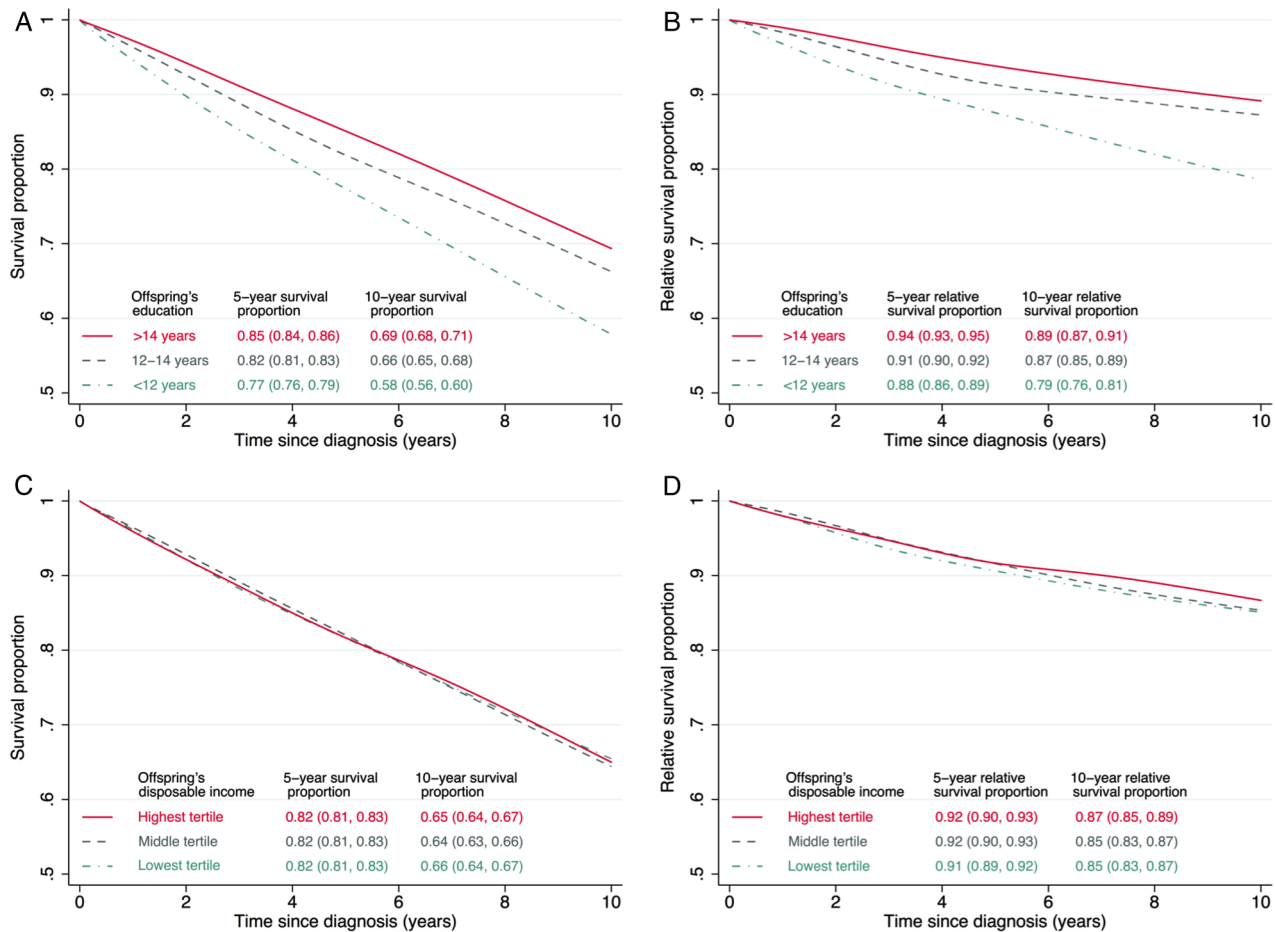 A
Survival proportion
1
.9
.8
.7
.6
.5
Offspring's 5−year survival 10−year survival
education proportion proportion
>14 years 0.85 (0.84, 0.86) 0.69 (0.68, 0.71)
12−14 years 0.82 (0.81, 0.83) 0.66 (0.65, 0.68)
<12 years 0.77 (0.76, 0.79) 0.58 (0.56, 0.60)
0 2 4 6 8 10
Time since diagnosis (years)
B
Relative survival proportion
1
.9
.8
.7
.6
.5
Offspring's 5−year relative 10−year relative
education survival proportion survival proportion
>14 years 0.94 (0.93, 0.95) 0.89 (0.87, 0.91)
12−14 years 0.91 (0.90, 0.92) 0.87 (0.85, 0.89)
<12 years 0.88 (0.86, 0.89) 0.79 (0.76, 0.81)
0 2 4 6 8 10
Time since diagnosis (years)
C
Survival proportion
1
.9
.8
.7
.6
.5
Offspring's 5−year survival 10−year survival
disposable income proportion proportion
Highest tertile 0.82 (0.81, 0.83) 0.65 (0.64, 0.67)
Middle tertile 0.82 (0.81, 0.83) 0.64 (0.63, 0.66)
Lowest tertile 0.82 (0.81, 0.83) 0.66 (0.64, 0.67)
0 2 4 6 8 10
Time since diagnosis (years)
D
Relative survival proportion
1
.9
.8
.7
.6
.5
Offspring's 5−year relative 10−year relative
disposable income survival proportion survival proportion
Highest tertile 0.92 (0.90, 0.93) 0.87 (0.85, 0.89)
Middle tertile 0.92 (0.90, 0.93) 0.85 (0.83, 0.87)
Lowest tertile 0.91 (0.89, 0.92) 0.85 (0.83, 0.87)
0 2 4 6 8 10
Time since diagnosis (years)